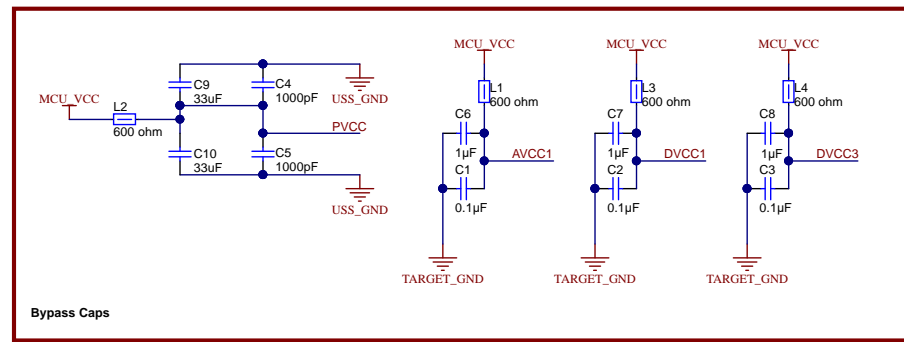 MCU_VCC
L2
600 ohm
C9
33uF
C4
1000pF
USS_GND
PVCC
C10
33uF
C5
1000pF
USS_GND
MCU_VCC
L1
600 ohm
C6
1µF
AVCC1
C1
0.1µF
TARGET_GND
MCU_VCC
L3
600 ohm
C7
1µF
DVCC1
C2
0.1µF
TARGET_GND
MCU_VCC
L4
600 ohm
C8
1µF
DVCC3
C3
0.1µF
TARGET_GND
Bypass Caps